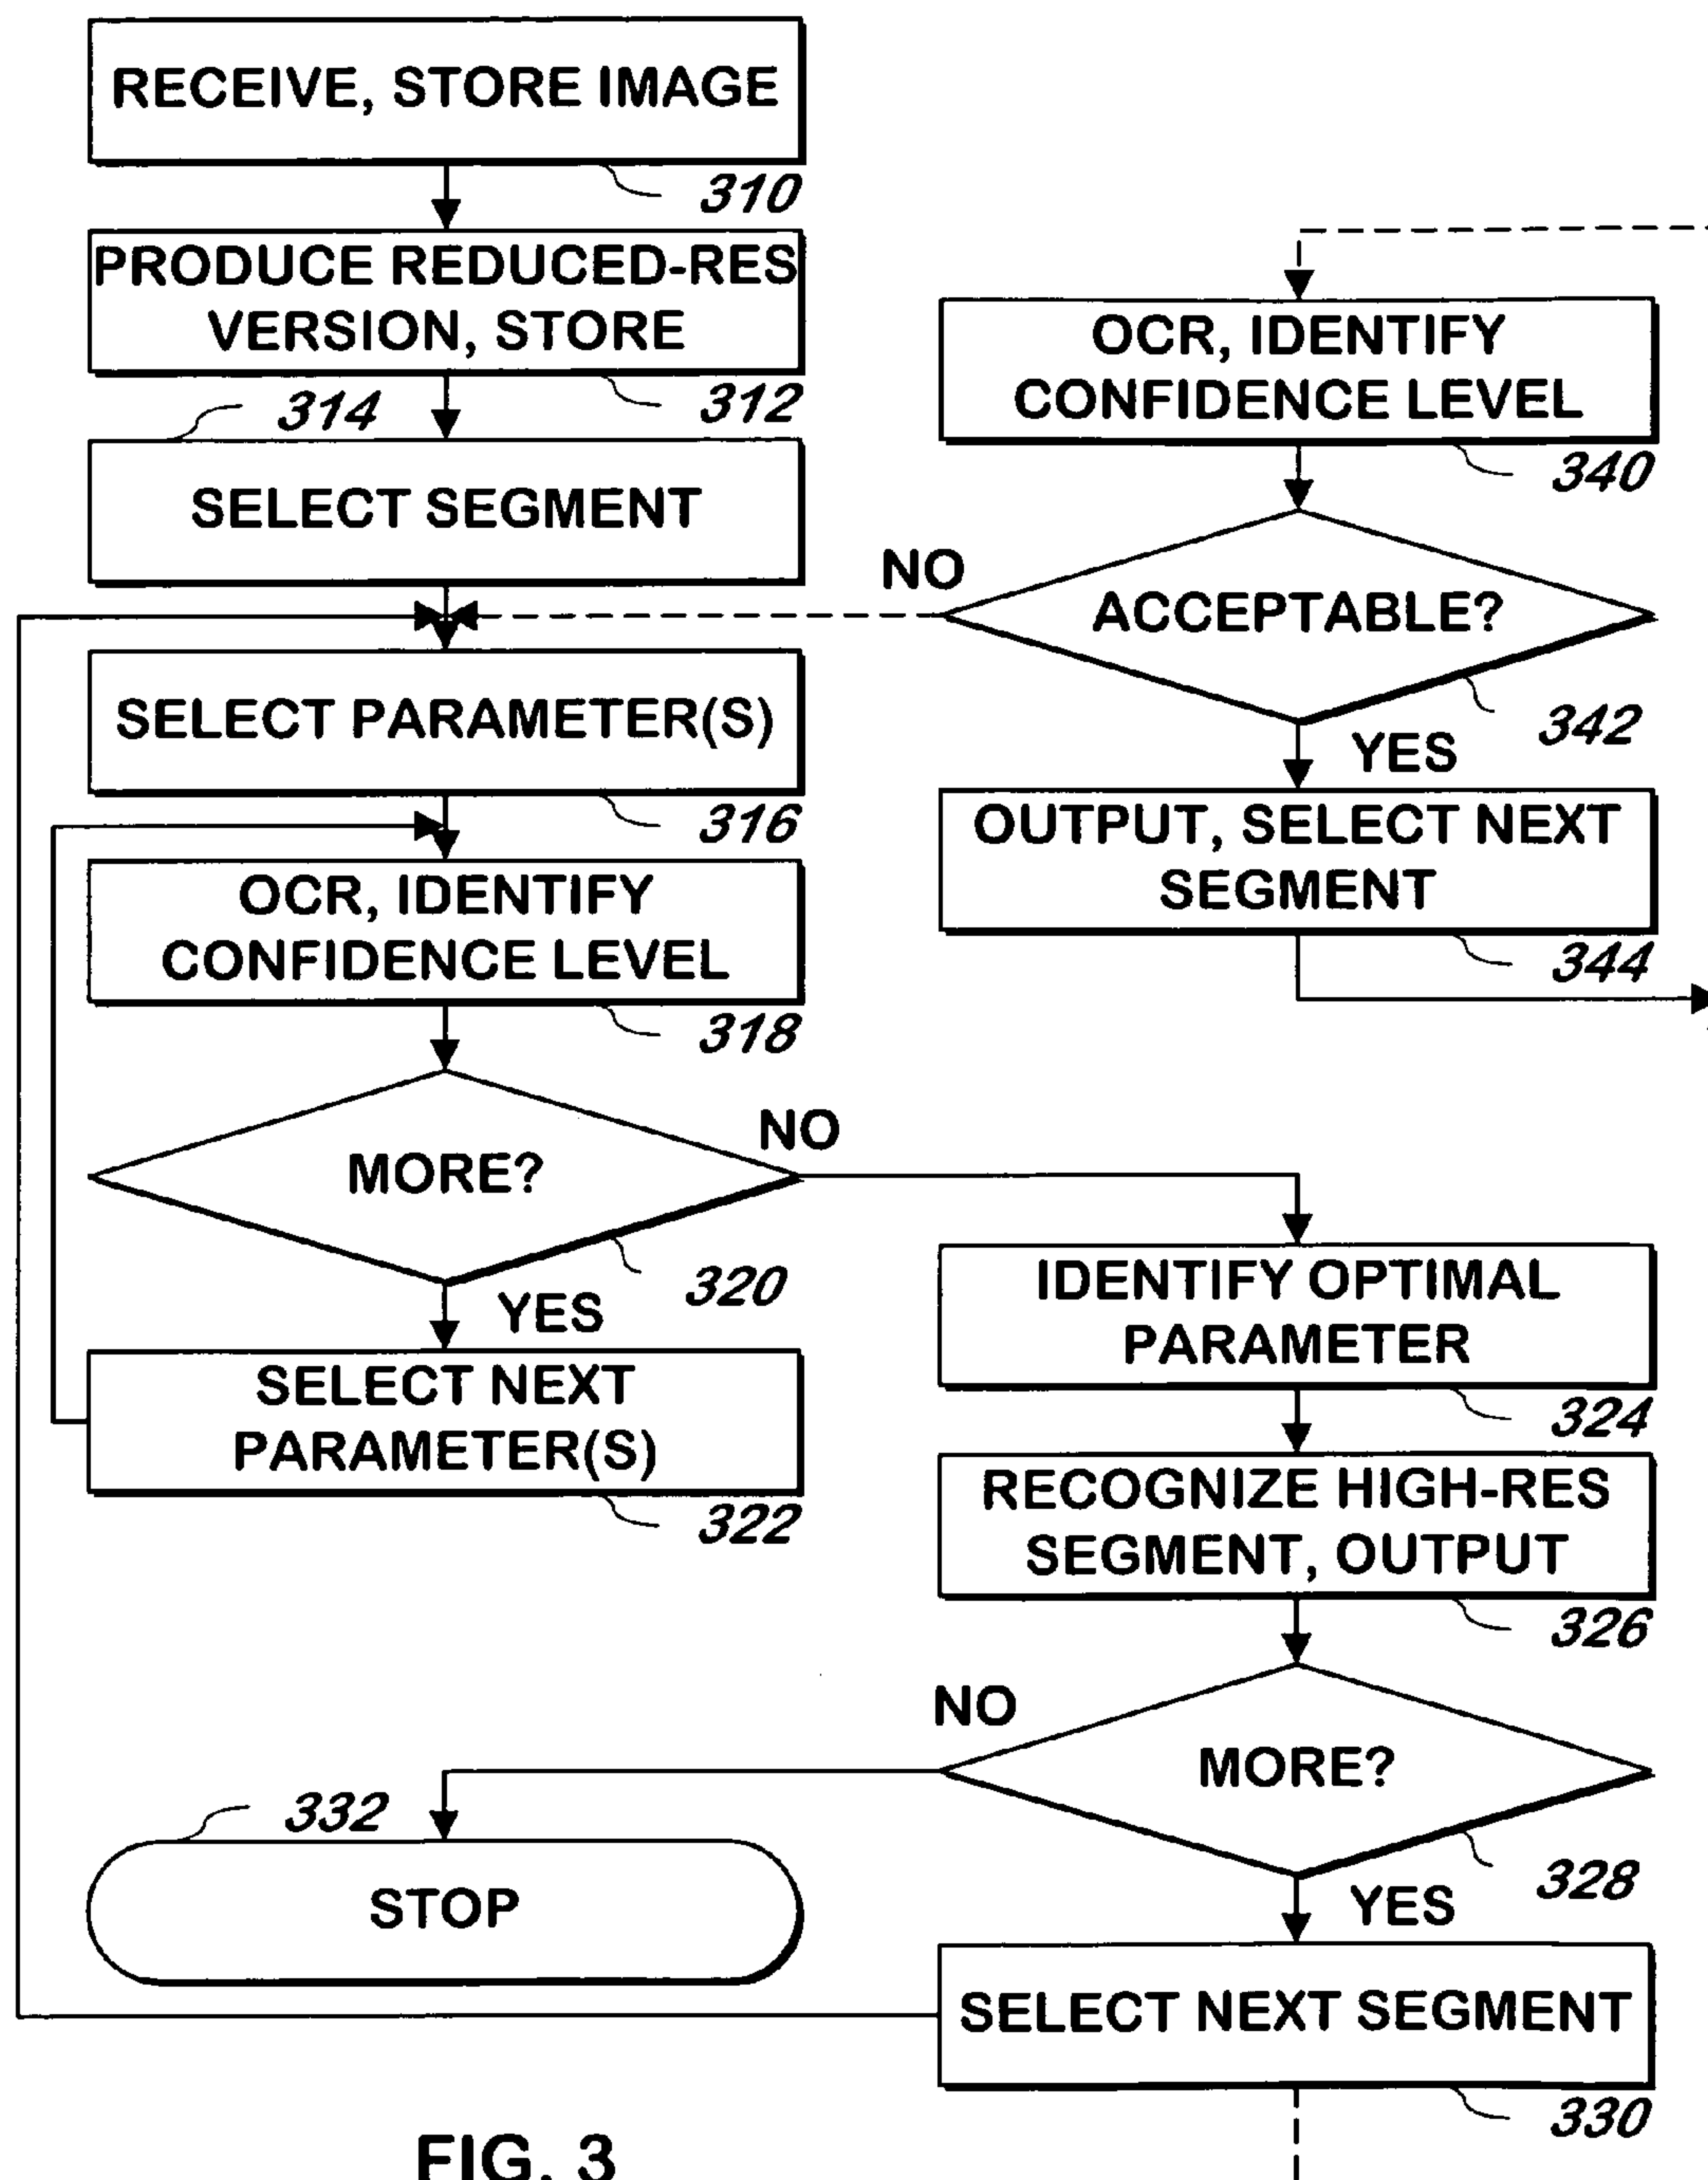 RECEIVE, STORE IMAGE
310
PRODUCE REDUCED-RES
VERSION, STORE
312
314
SELECT SEGMENT
SELECT PARAMETER(S)
316
OCR, IDENTIFY
CONFIDENCE LEVEL
318
MORE?
NO
320
YES
SELECT NEXT
PARAMETER(S)
322
OCR, IDENTIFY
CONFIDENCE LEVEL
340
NO
ACCEPTABLE?
342
YES
OUTPUT, SELECT NEXT
SEGMENT
344
IDENTIFY OPTIMAL
PARAMETER
324
RECOGNIZE HIGH-RES
SEGMENT, OUTPUT
326
NO
MORE?
328
YES
332
STOP
SELECT NEXT SEGMENT
330
FIG. 3